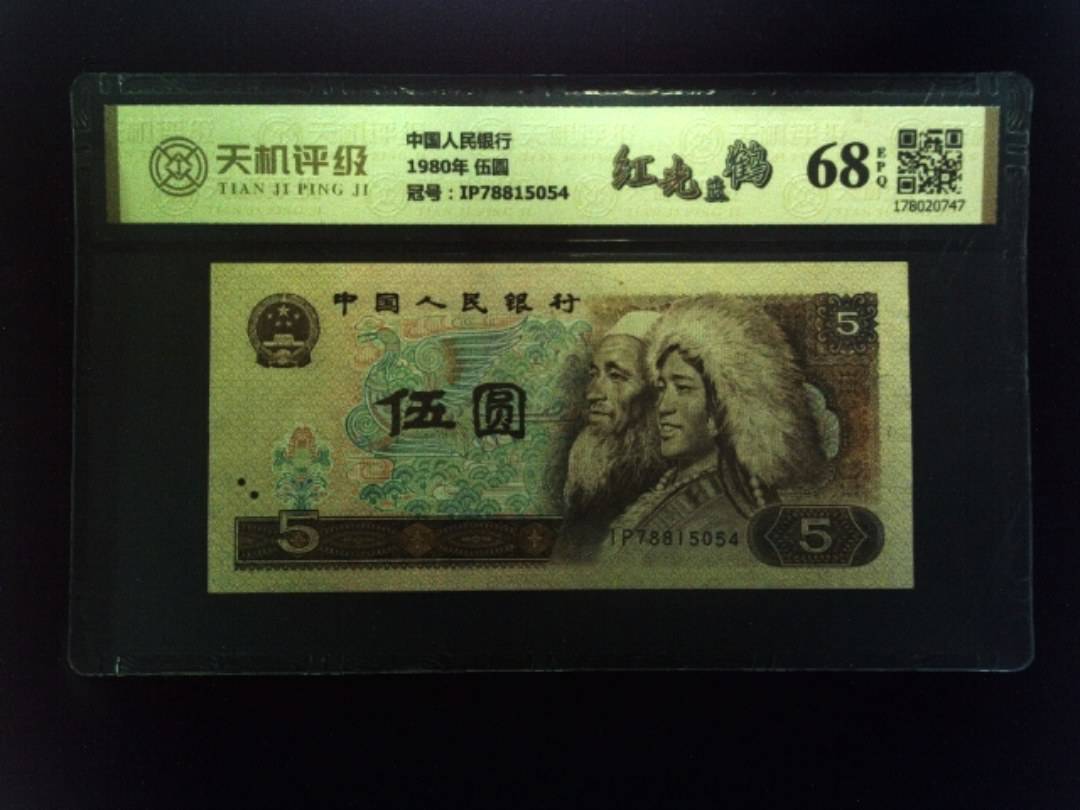 天机评级
TIAN JI PING JI
中国人民银行
1980年 伍圆
冠号：IP78815054
红光蓝鹤
68
EPQ
178020747
中国人民银行
5
伍圆
5
IP78815054
5